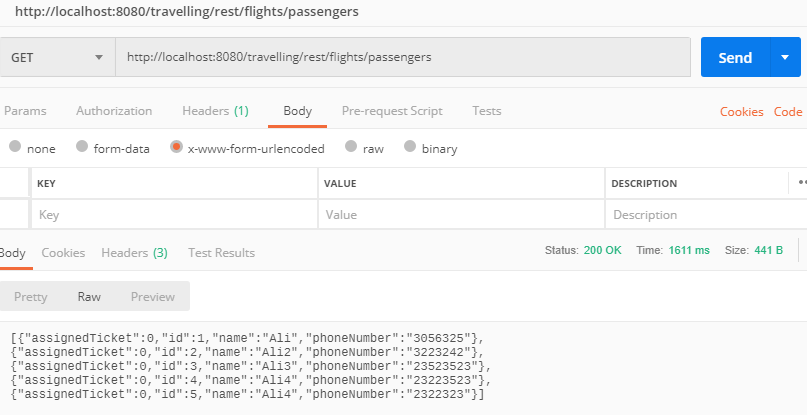 http://localhost:8080/travelling/rest/flights/passengers
GET http://localhost:8080/travelling/rest/flights/passengers Send
Params Authorization Headers (1) Body Pre-request Script Tests Cookies Code
none form-data x-www-form-urlencoded raw binary
KEY VALUE DESCRIPTION
Key Value Description
Body Cookies Headers (3) Test Results Status: 200 OK Time: 1611 ms Size: 441 B
Pretty Raw Preview
[{"assignedTicket":0,"id":1,"name":"Ali","phoneNumber":"3056325"},
{"assignedTicket":0,"id":2,"name":"Ali2","phoneNumber":"3223242"},
{"assignedTicket":0,"id":3,"name":"Ali3","phoneNumber":"23523523"},
{"assignedTicket":0,"id":4,"name":"Ali4","phoneNumber":"23223523"},
{"assignedTicket":0,"id":5,"name":"Ali4","phoneNumber":"2322323"}]